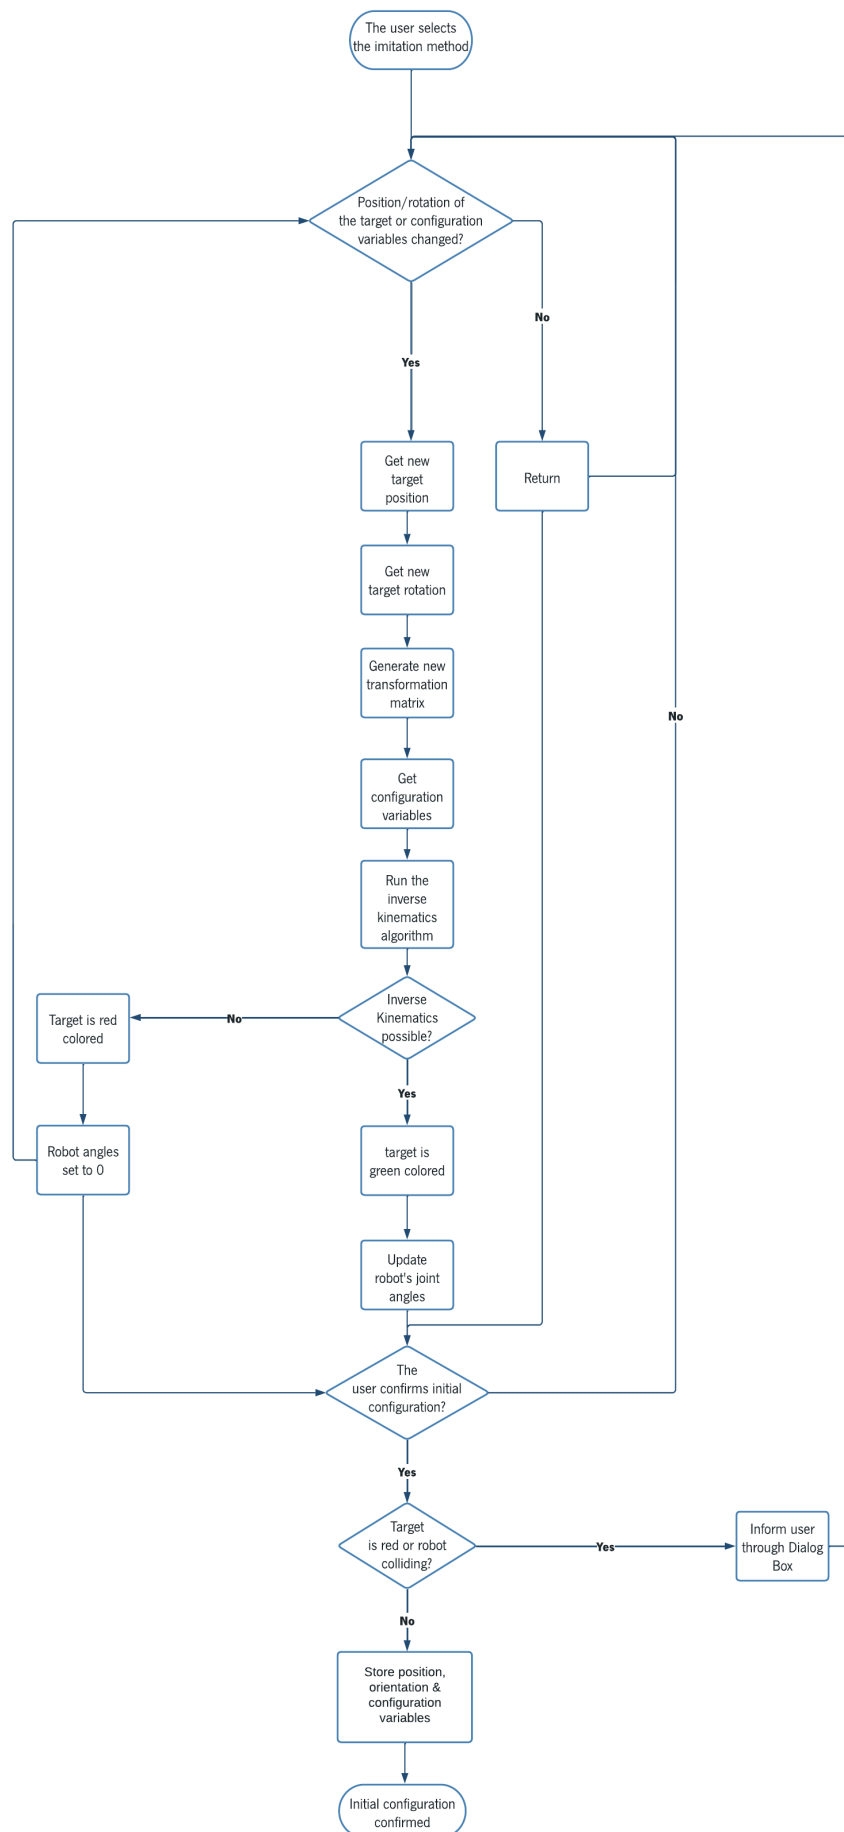 The user selects
the imitation method
Position/rotation of
the target or configuration
variables changed?
No
Yes
Get new
target
position
Return
Get new
target rotation
Generate new
transformation
matrix
No
Get
configuration
variables
Run the
inverse
kinematics
algorithm
Inverse
Kinematics
possible?
No
Target is red
colored
Yes
Robot angles
set to 0
target is
green colored
Update
robot's joint
angles
The
user confirms initial
configuration?
Yes
Target
is red or robot
colliding?
Yes
Inform user
through Dialog
Box
No
Store position,
orientation &
configuration
variables
Initial configuration
confirmed